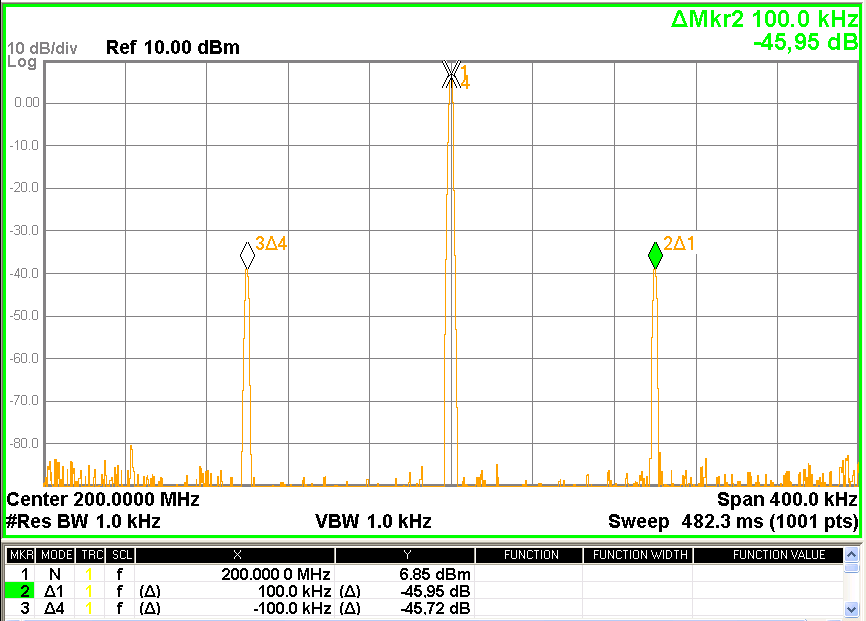 ΔMkr2 100.0 kHz
-45,95 dB
10 dB/div Ref 10.00 dBm
Log
1
4
0.00
-10.0
-20.0
-30.0
3Δ4 2Δ1
-40.0
-50.0
-60.0
-70.0
-80.0
Center 200.0000 MHz Span 400.0 kHz
#Res BW 1.0 kHz VBW 1.0 kHz Sweep 482.3 ms (1001 pts)
MKR MODE TRC SCL X Y FUNCTION FUNCTION WIDTH FUNCTION VALUE
1 N 1 f 200.000 0 MHz 6.85 dBm
2 Δ1 1 f (Δ) 100.0 kHz (Δ) -45,95 dB
3 Δ4 1 f (Δ) -100.0 kHz (Δ) -45,72 dB